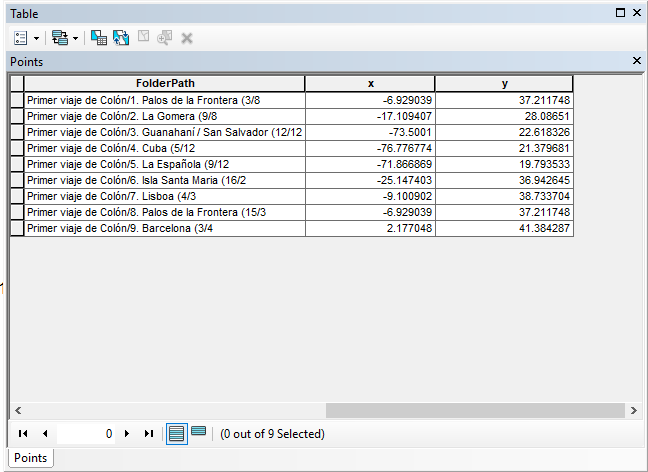 Table
Points
FolderPath x y
Primer viaje de Colón/1. Palos de la Frontera (3/8 -6.929039 37.211748
Primer viaje de Colón/2. La Gomera (9/8 -17.109407 28.08651
Primer viaje de Colón/3. Guanahaní / San Salvador (12/12 -73.5001 22.618326
Primer viaje de Colón/4. Cuba (5/12 -76.776774 21.379681
Primer viaje de Colón/5. La Española (9/12 -71.866869 19.793533
Primer viaje de Colón/6. Isla Santa Maria (16/2 -25.147403 36.942645
Primer viaje de Colón/7. Lisboa (4/3 -9.100902 38.733704
Primer viaje de Colón/8. Palos de la Frontera (15/3 -6.929039 37.211748
Primer viaje de Colón/9. Barcelona (3/4 2.177048 41.384287
0 (0 out of 9 Selected)
Points